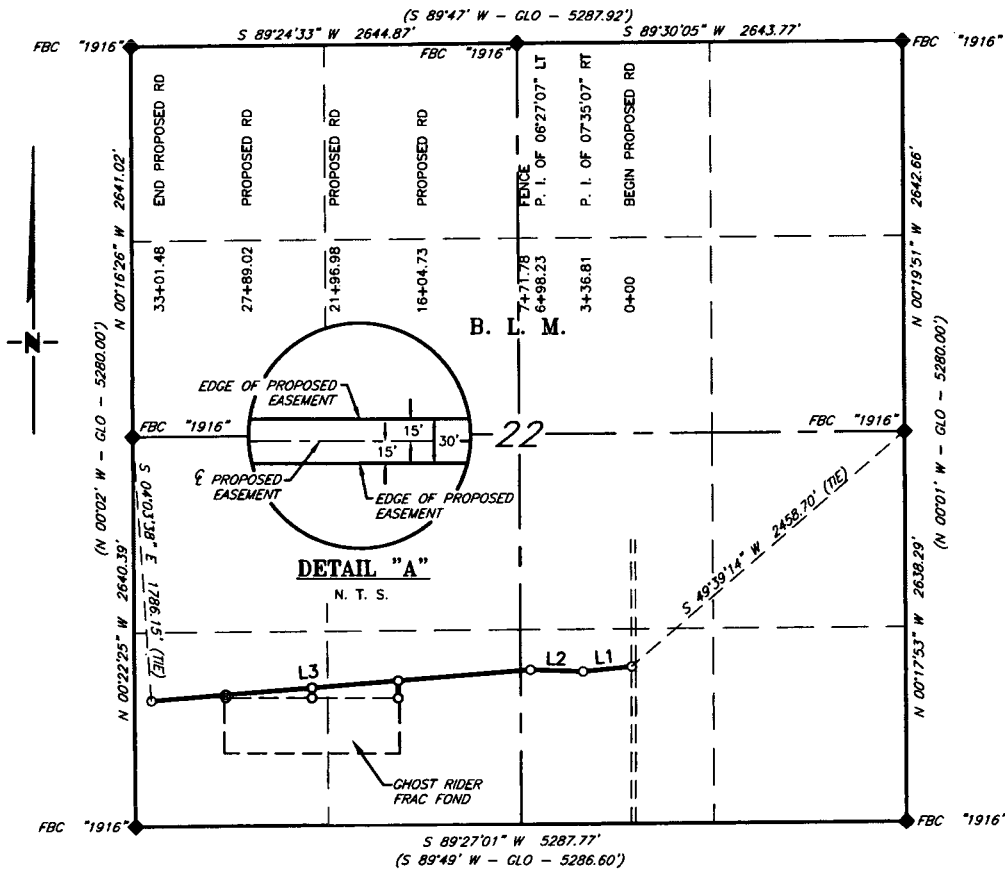 (S 89°47' W - GLO - 5287.92')
S 89°24'33" W 2644.87'
S 89°30'05" W 2643.77'
FBC "1916"
FBC "1916"
FBC "1916"
33+01.48 END PROPOSED RD
27+89.02 PROPOSED RD
21+96.98 PROPOSED RD
16+04.73 PROPOSED RD
7+71.78 FENCE
6+98.23 P. I. OF 06°27'07" LT
3+36.81 P. I. OF 07°35'07" RT
0+00 BEGIN PROPOSED RD
N 00°16'26" W 2641.02'
N 00°19'51" W 2642.66'
-N-
(N 00°02' W - GLO - 5280.00')
(N 00°01' W - GLO - 5280.00')
B. L. M.
EDGE OF PROPOSED
EASEMENT
15'
15'
30'
℄ PROPOSED
EASEMENT
EDGE OF PROPOSED
EASEMENT
FBC "1916"
22
FBC "1916"
DETAIL "A"
N. T. S.
S 04°03'38" E 1786.15' (TIE)
S 49°39'14" W 2458.70' (TIE)
N 00°22'25" W 2640.39'
N 00°17'53" W 2638.29'
L3
L2
L1
GHOST RIDER
FRAC FOND
FBC "1916"
FBC "1916"
S 89°27'01" W 5287.77'
(S 89°49' W - GLO - 5286.60')